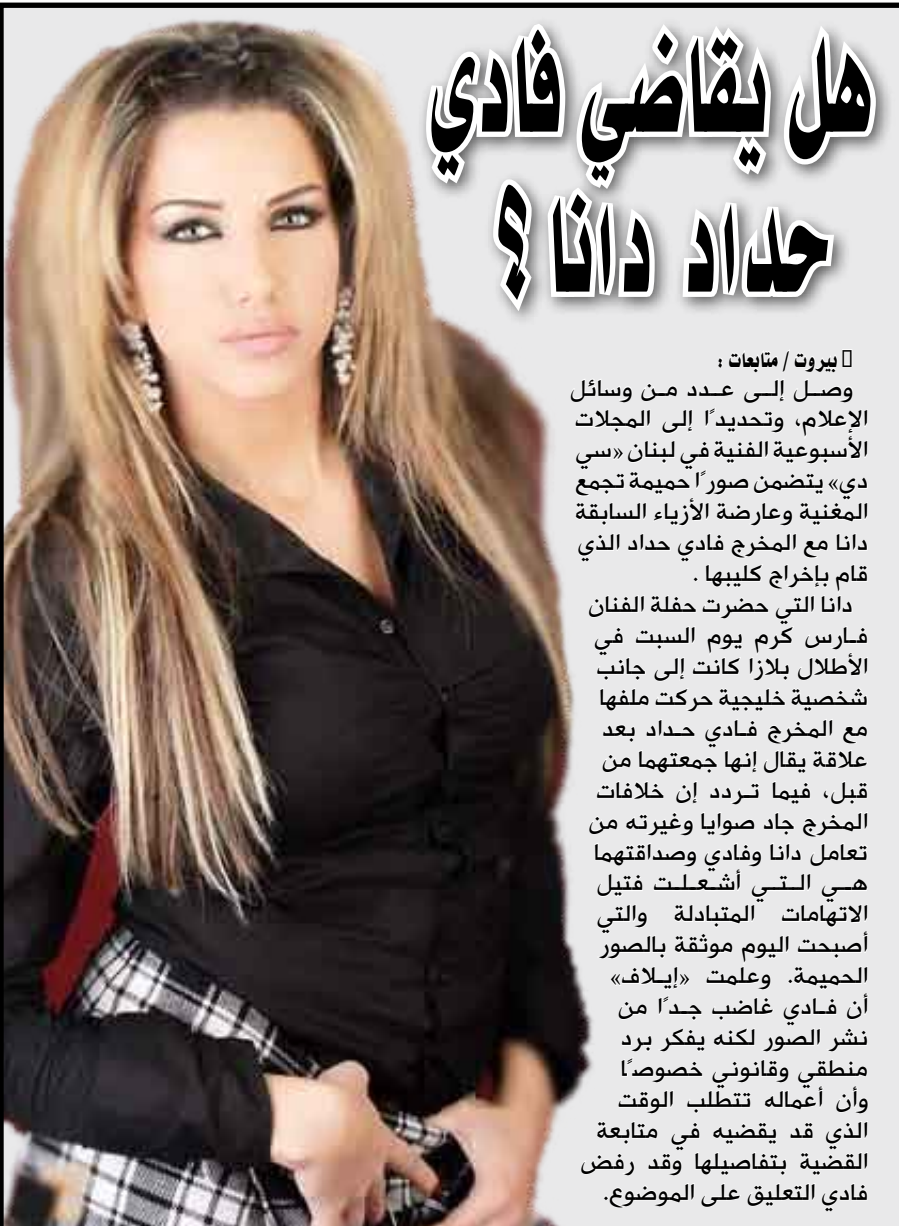 هل يقاضي فادي
حداد دانا ؟
بيروت / متابعات :
وصل إلى عدد من وسائل
الإعلام، وتحديدًا إلى المجلات
الأسبوعية الفنية في لبنان «سي
دي» يتضمن صورًا حميمة تجمع
المغنية وعارضة الأزياء السابقة
دانا مع المخرج فادي حداد الذي
قام بإخراج كليبها .
دانا التي حضرت حفلة الفنان
فارس كرم يوم السبت في
الأطلال بلازا كانت إلى جانب
شخصية خليجية حركت ملفها
مع المخرج فادي حداد بعد
علاقة يقال إنها جمعتهما من
قبل، فيما تردد إن خلافات
المخرج جاد صوايا وغيرته من
تعامل دانا وفادي وصداقتهما
هي التي أشعلت فتيل
الاتهامات المتبادلة والتي
أصبحت اليوم موثقة بالصور
الحميمة. وعلمت «إيلاف»
أن فادي غاضب جدًا من
نشر الصور لكنه يفكر برد
منطقي وقانوني خصوصًا
وأن أعماله تتطلب الوقت
الذي قد يقضيه في متابعة
القضية بتفاصيلها وقد رفض
فادي التعليق على الموضوع.